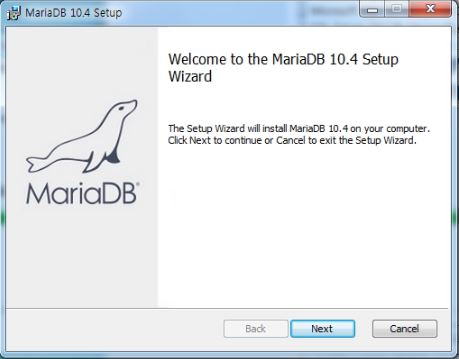 MariaDB 10.4 Setup
Welcome to the MariaDB 10.4 Setup
Wizard
The Setup Wizard will install MariaDB 10.4 on your computer.
Click Next to continue or Cancel to exit the Setup Wizard.
MariaDB
Back
Next
Cancel